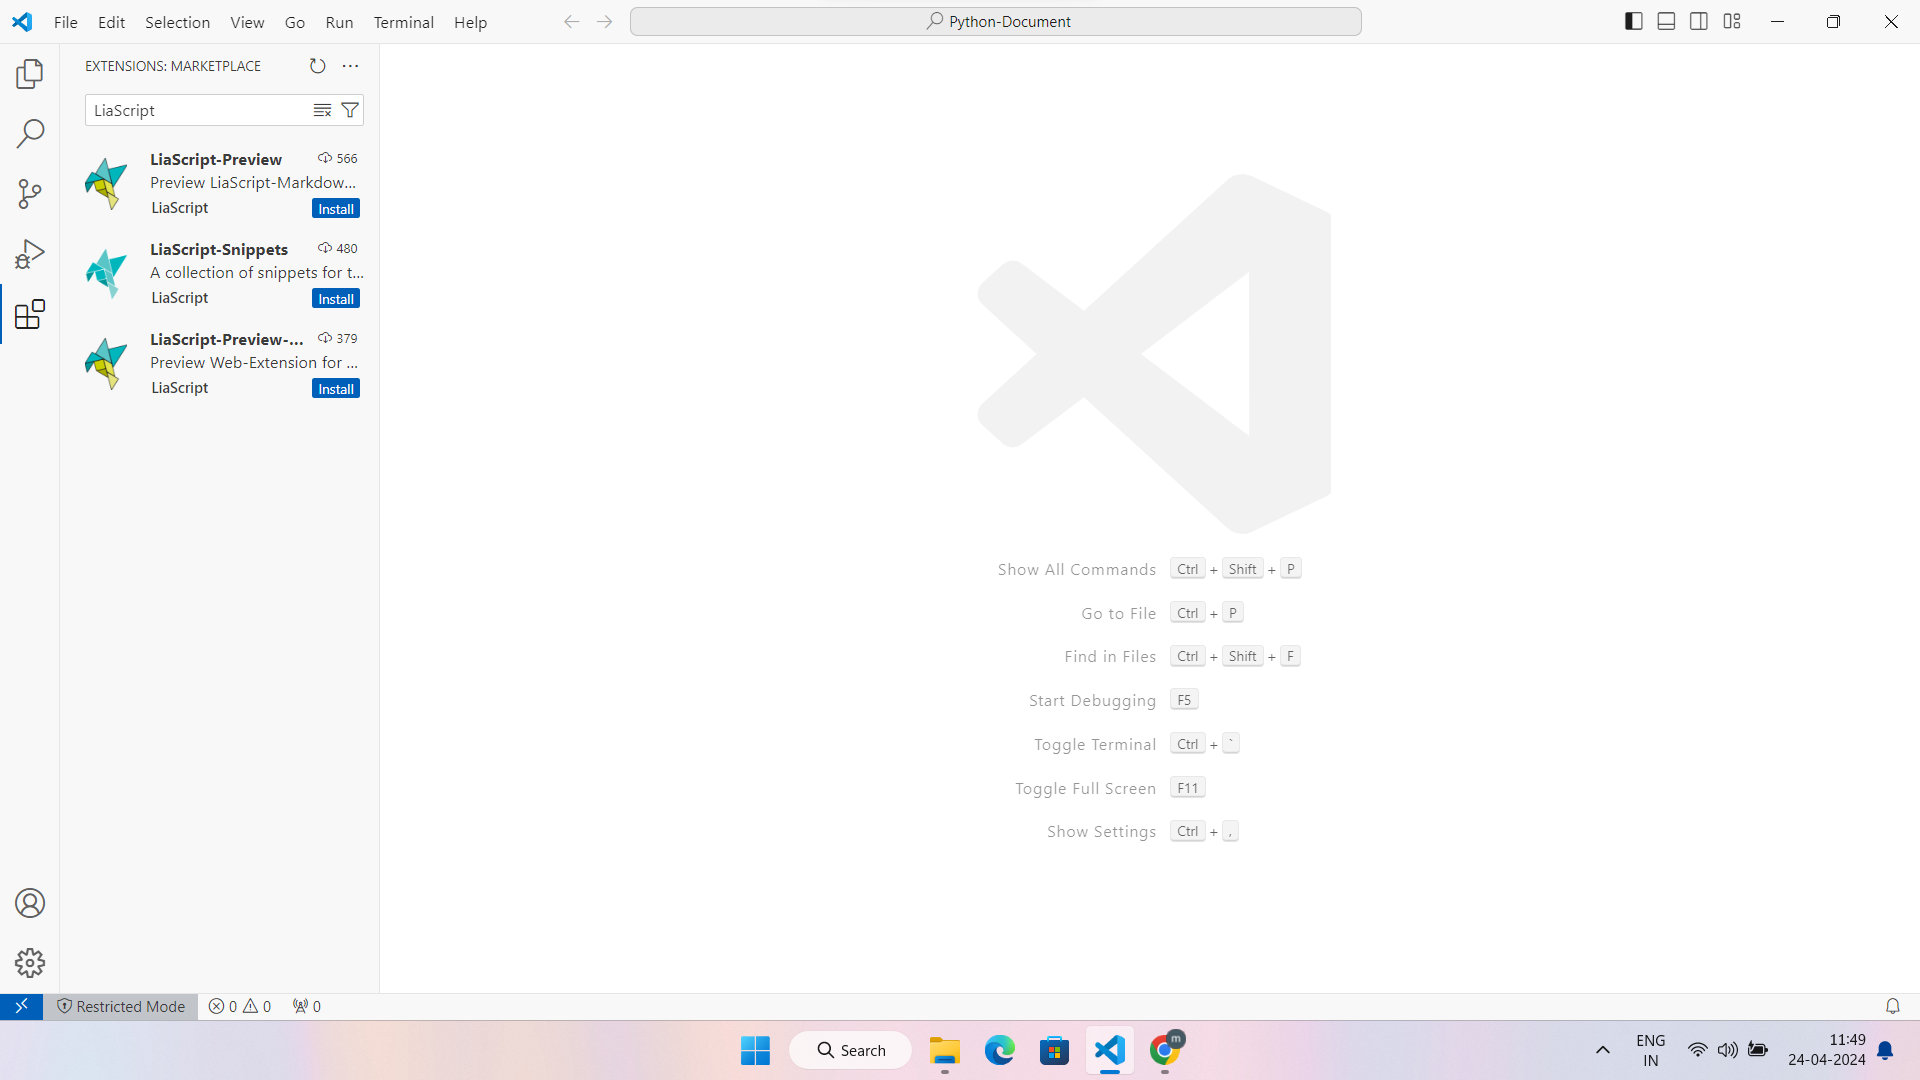 File Edit Selection View Go Run Terminal Help
Python-Document
EXTENSIONS: MARKETPLACE
LiaScript
LiaScript-Preview 566
Preview LiaScript-Markdow...
LiaScript Install
LiaScript-Snippets 480
A collection of snippets for t...
LiaScript Install
LiaScript-Preview-... 379
Preview Web-Extension for ...
LiaScript Install
Show All Commands Ctrl + Shift + P
Go to File Ctrl + P
Find in Files Ctrl + Shift + F
Start Debugging F5
Toggle Terminal Ctrl + `
Toggle Full Screen F11
Show Settings Ctrl + ,
Restricted Mode 0 0 0
Search
m
ENG
IN
11:49
24-04-2024